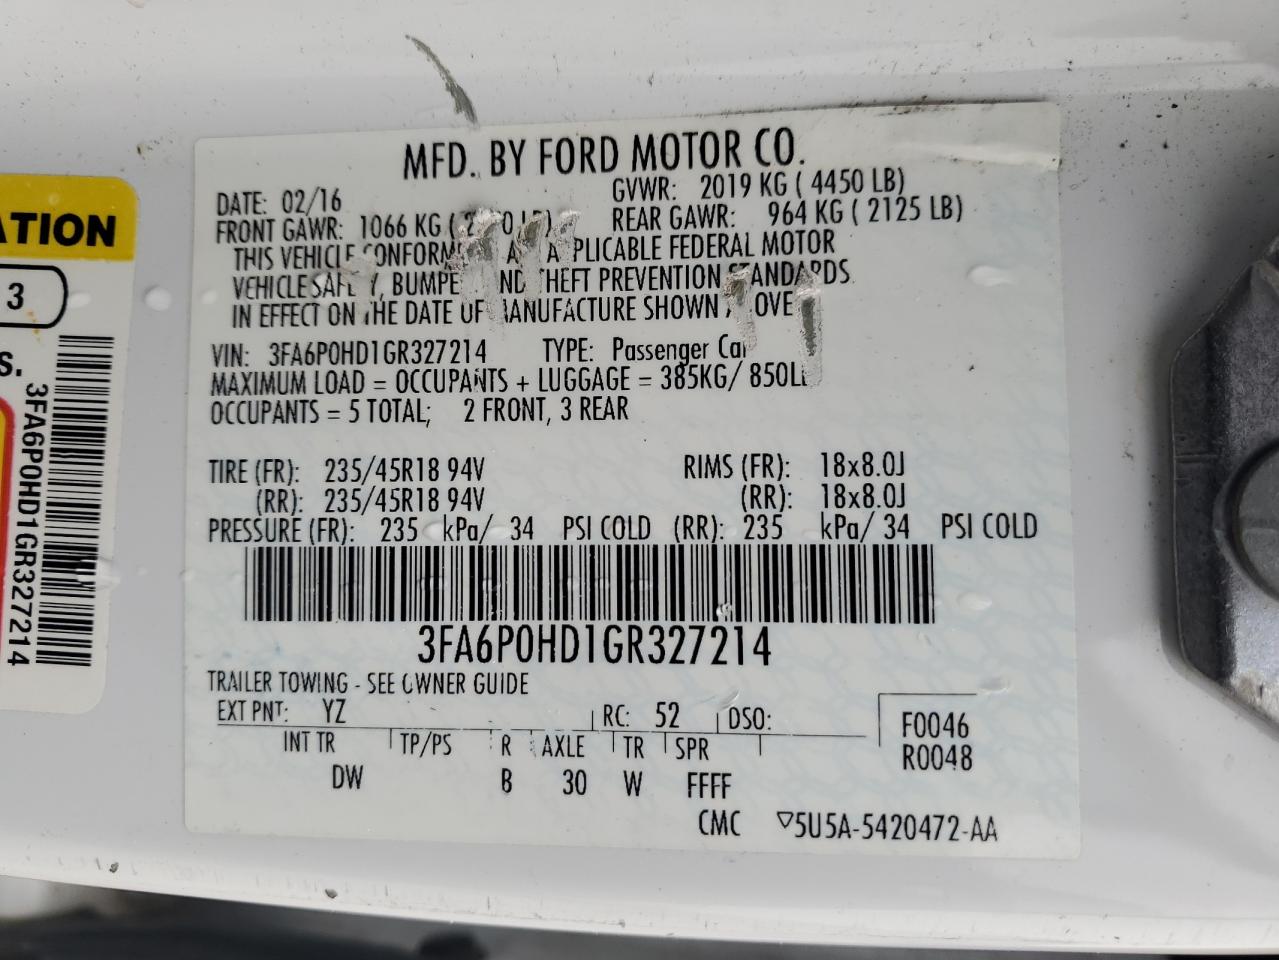 MFD. BY FORD MOTOR CO.
DATE: 02/16 GVWR: 2019 KG ( 4450 LB)
FRONT GAWR: 1066 KG ( REAR GAWR: 964 KG ( 2125 LB)
THIS VEHICLE PLICABLE FEDERAL MOTOR
VEHICLE THEFT PREVENTION STANDARDS
IN EFFECT ON THE DATE OF MANUFACTURE SHOWN
VIN: 3FA6P0HD1GR327214 TYPE: Passenger Car
MAXIMUM LOAD = OCCUPANTS + LUGGAGE = 385KG/ 850L
OCCUPANTS = 5 TOTAL; 2 FRONT, 3 REAR
TIRE (FR): 235/45R18 94V RIMS (FR): 18x8.0J
(RR): 235/45R18 94V (RR): 18x8.0J
PRESSURE (FR): 235 kPa/ 34 PSI COLD (RR): 235 kPa/ 34 PSI COLD
3FA6P0HD1GR327214
TRAILER TOWING - SEE OWNER GUIDE
EXT PNT: YZ RC: 52 DSO:
INT TR TP/PS R AXLE TR SPR
DW B 30 W FFFF
F0046
R0048
CMC ▽5U5A-5420472-AA
ATION
3
S.
3FA6P0HD1GR327214